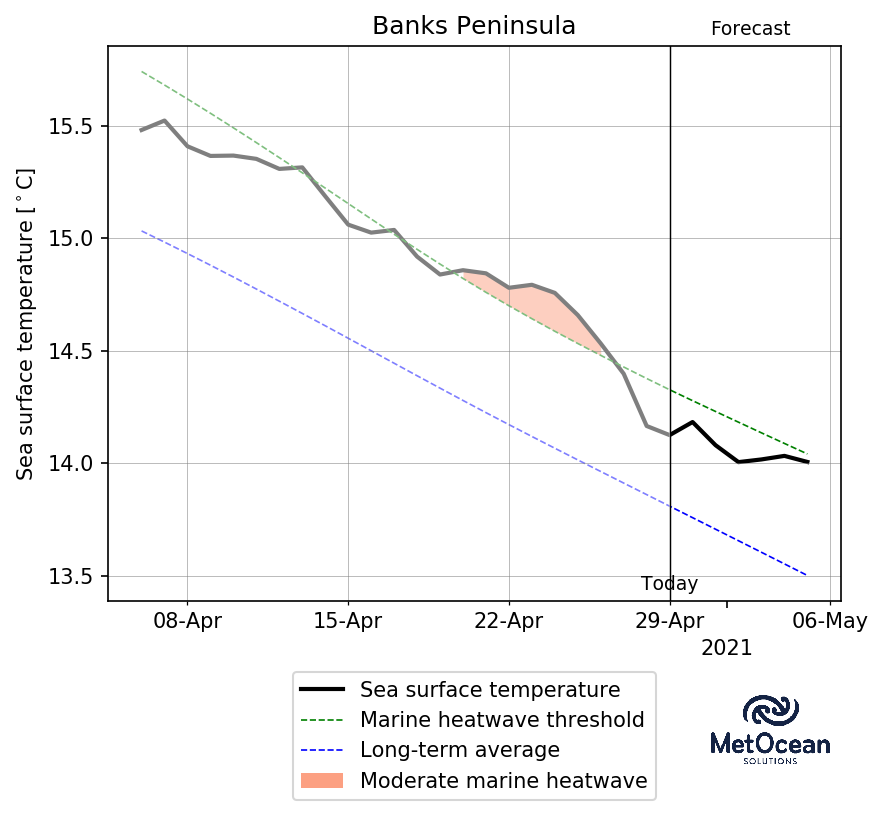 Banks Peninsula
Forecast
Sea surface temperature [°C]
15.5
15.0
14.5
14.0
13.5
Today
08-Apr
15-Apr
22-Apr
29-Apr
06-May
2021
Sea surface temperature
Marine heatwave threshold
Long-term average
Moderate marine heatwave
MetOcean
SOLUTIONS